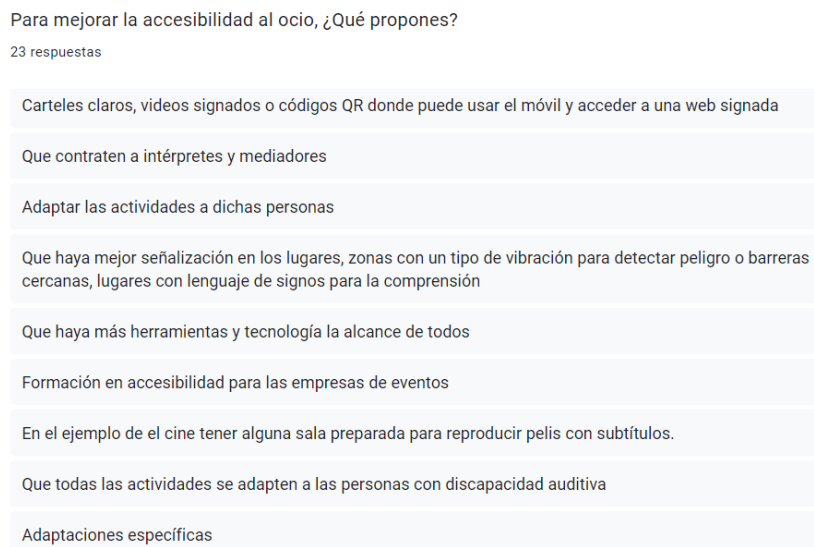 Para mejorar la accesibilidad al ocio, ¿Qué propones?
23 respuestas
Carteles claros, videos signados o códigos QR donde puede usar el móvil y acceder a una web signada
Que contraten a intérpretes y mediadores
Adaptar las actividades a dichas personas
Que haya mejor señalización en los lugares, zonas con un tipo de vibración para detectar peligro o barreras
cercanas, lugares con lenguaje de signos para la comprensión
Que haya más herramientas y tecnología la alcance de todos
Formación en accesibilidad para las empresas de eventos
En el ejemplo de el cine tener alguna sala preparada para reproducir pelis con subtítulos.
Que todas las actividades se adapten a las personas con discapacidad auditiva
Adaptaciones específicas